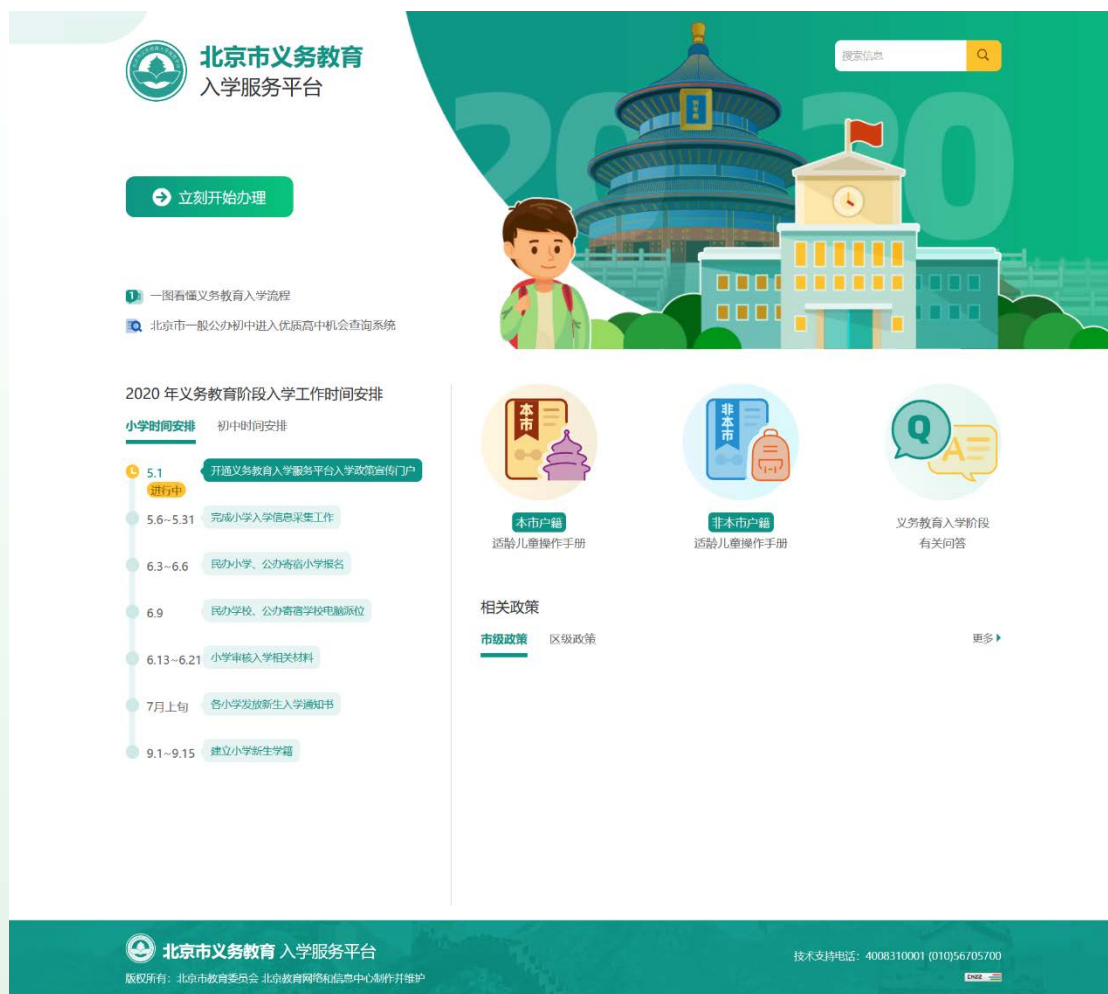 北京市义务教育
入学服务平台
搜索信息
2020
立刻开始办理
一图看懂义务教育入学流程
北京市一般公办初中进入优质高中机会查询系统
2020 年义务教育阶段入学工作时间安排
小学时间安排 初中时间安排
5.1 开通义务教育入学服务平台入学政策宣传门户
进行中
5.6~5.31 完成小学入学信息采集工作
6.3~6.6 民办小学、公办寄宿小学报名
6.9 民办学校、公办寄宿学校电脑派位
6.13~6.21 小学审核入学相关材料
7月上旬 各小学发放新生入学通知书
9.1~9.15 建立小学新生学籍
本市
非本市
Q
A
本市户籍
适龄儿童操作手册
非本市户籍
适龄儿童操作手册
义务教育入学阶段
有关问答
相关政策
市级政策 区级政策 更多
北京市义务教育 入学服务平台
版权所有：北京市教育委员会 北京教育网络和信息中心制作并维护
技术支持电话：4008310001 (010)56705700
CNZZ